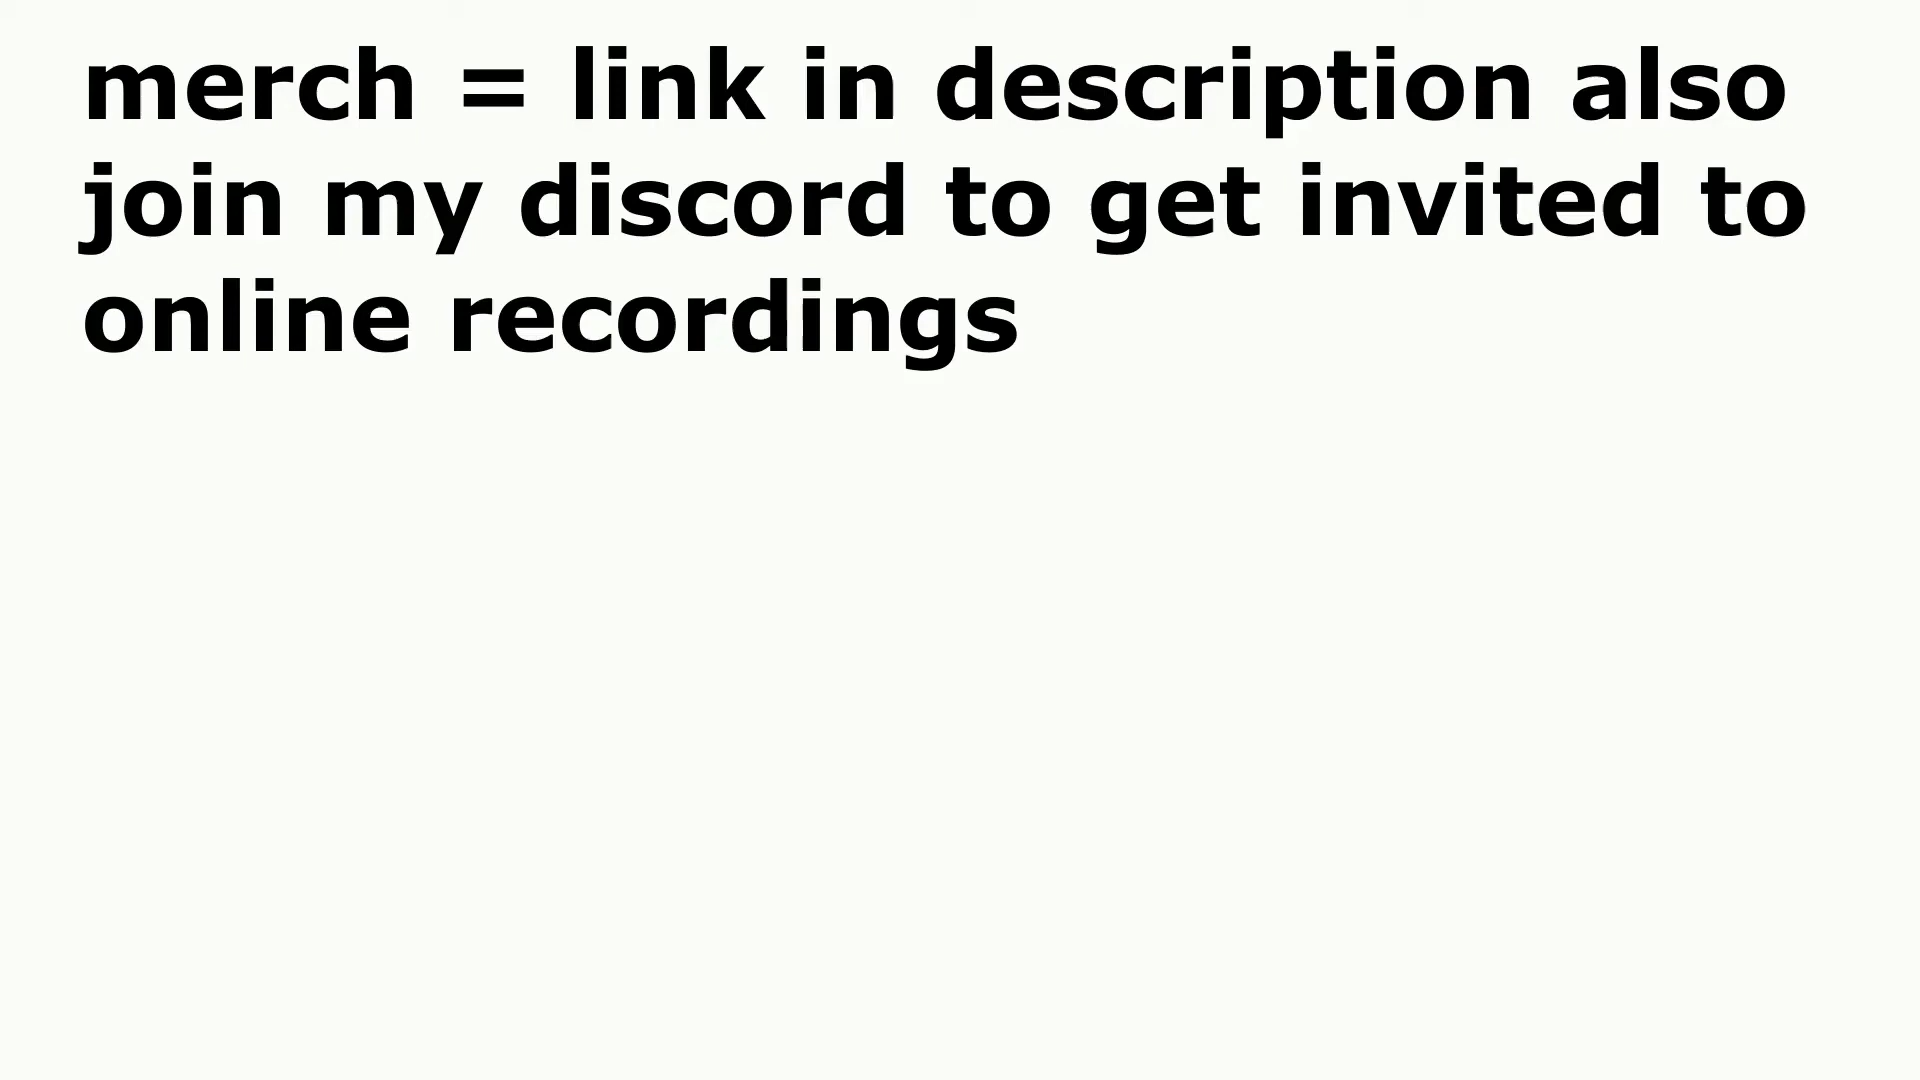 merch = link in description also
join my discord to get invited to
online recordings